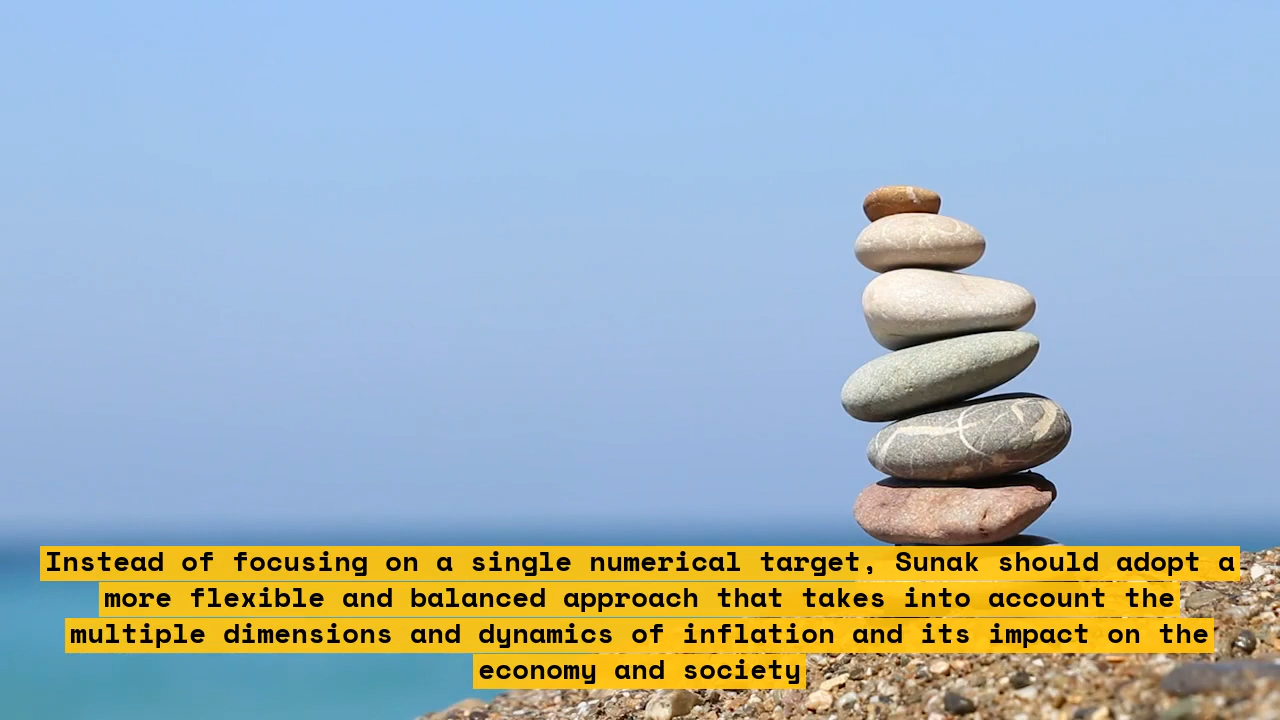 Instead of focusing on a single numerical target, Sunak should adopt a
more flexible and balanced approach that takes into account the
multiple dimensions and dynamics of inflation and its impact on the
economy and society